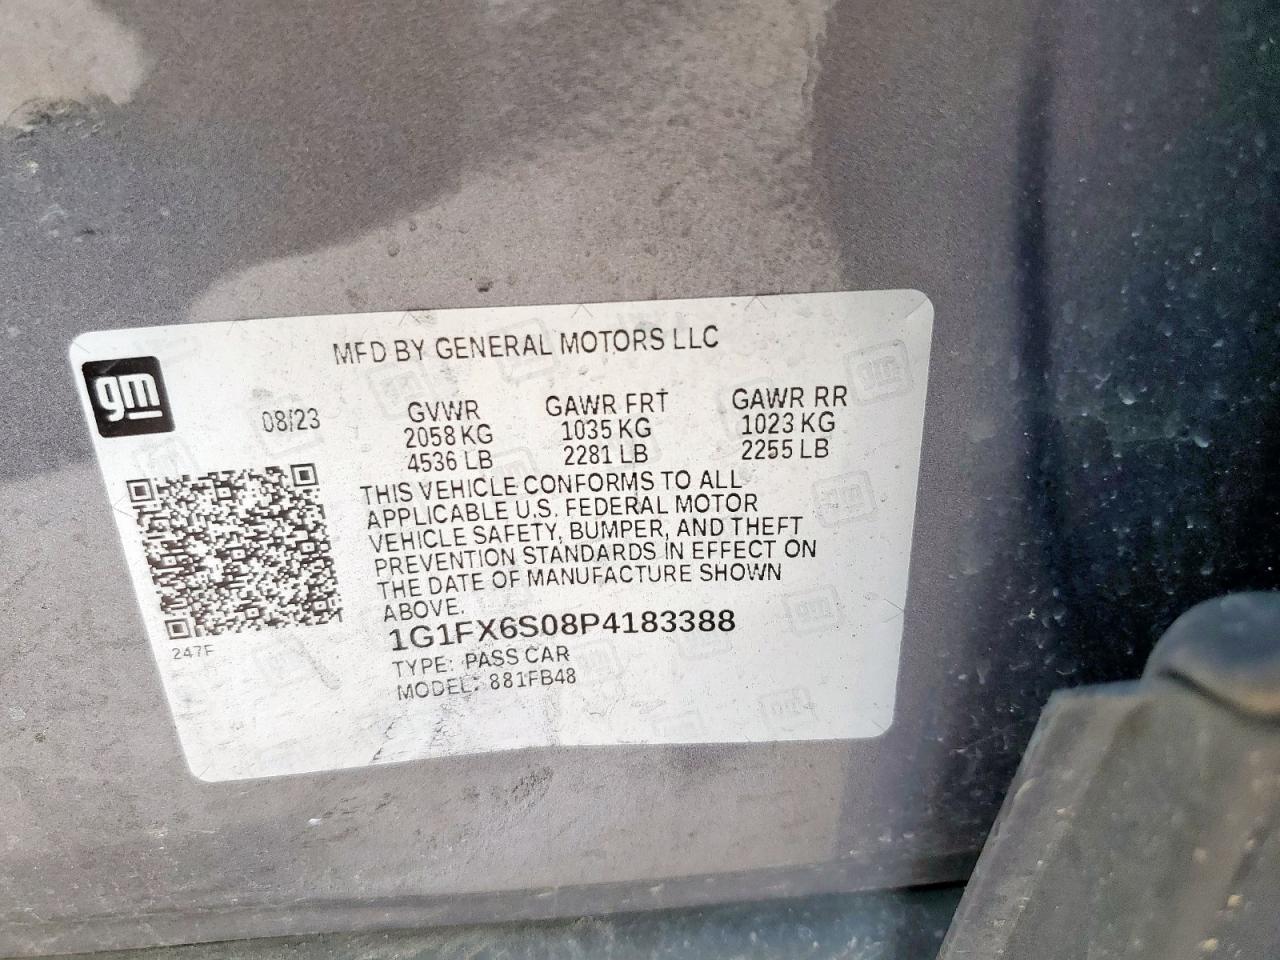 MFD BY GENERAL MOTORS LLC
gm
08/23
GVWR GAWR FRT GAWR RR
2058 KG 1035 KG 1023 KG
4536 LB 2281 LB 2255 LB
THIS VEHICLE CONFORMS TO ALL
APPLICABLE U.S. FEDERAL MOTOR
VEHICLE SAFETY, BUMPER, AND THEFT
PREVENTION STANDARDS IN EFFECT ON
THE DATE OF MANUFACTURE SHOWN
ABOVE.
1G1FX6S08P4183388
247F
TYPE: PASS CAR
MODEL: 881FB48